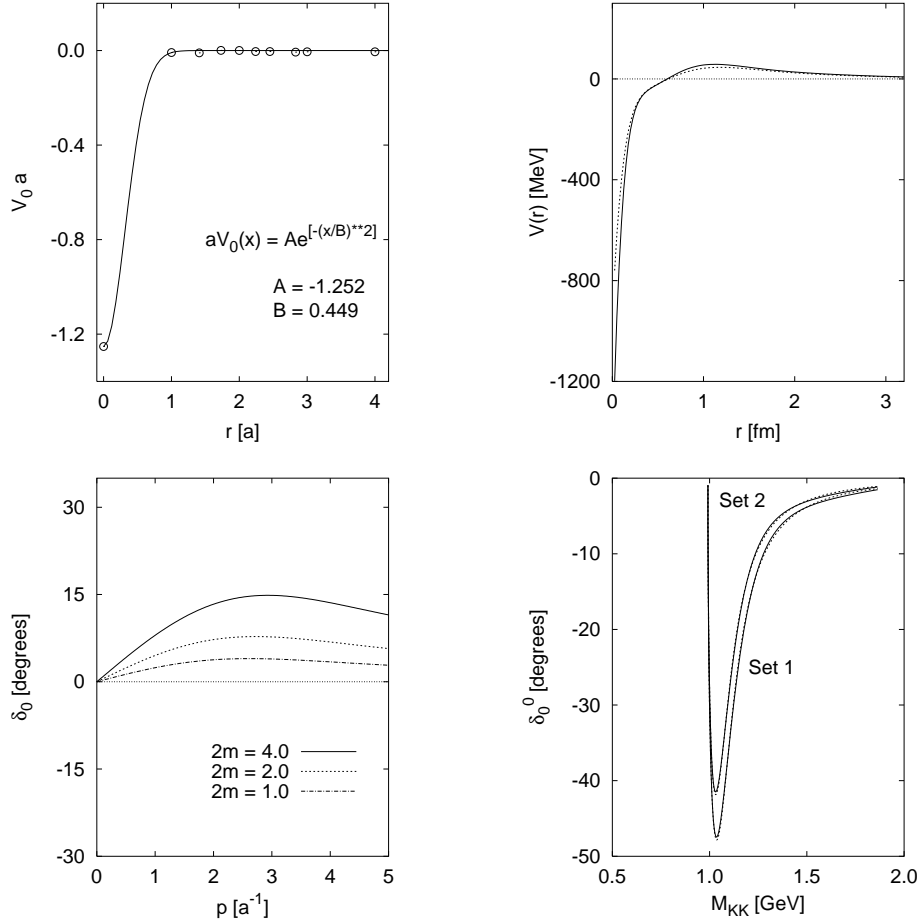 0.0
-0.4
-0.8
-1.2
V0 a
aV0(x) = Ae[-(x/B)**2]
A = -1.252
B = 0.449
0 1 2 3 4
r [a]
0
-400
-800
-1200
V(r) [MeV]
0 1 2 3
r [fm]
30
15
0
-15
-30
δ0 [degrees]
2m = 4.0
2m = 2.0
2m = 1.0
0 1 2 3 4 5
p [a-1]
0
-10
-20
-30
-40
-50
δ00 [degrees]
Set 2
Set 1
0.5 1.0 1.5 2.0
MKK [GeV]